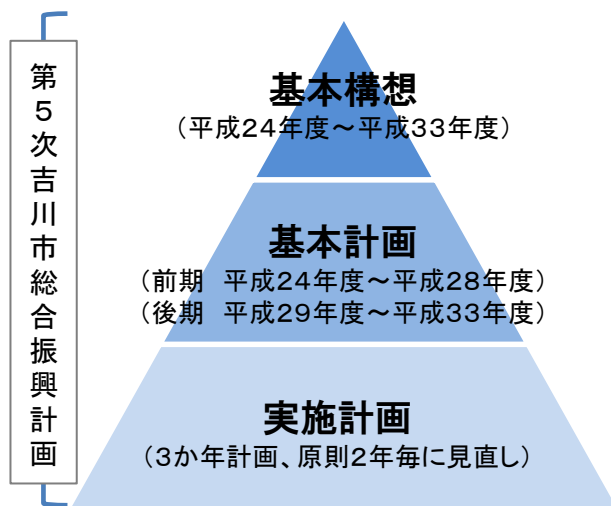 第5次吉川市総合振興計画
基本構想
（平成24年度～平成33年度）
基本計画
（前期　平成24年度～平成28年度）
（後期　平成29年度～平成33年度）
実施計画
（3か年計画、原則2年毎に見直し）